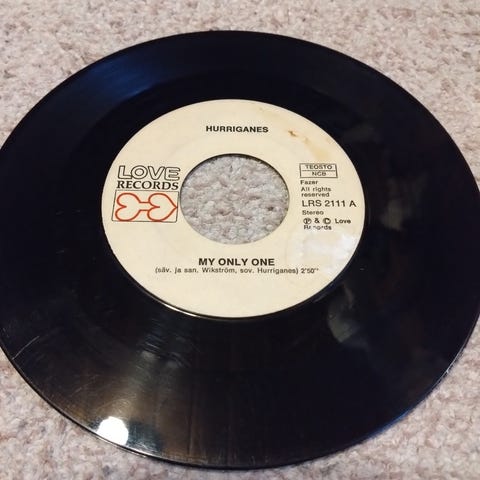 HURRIGANES
LOVE
RECORDS
TEOSTO
NCB
Fazer
All rights
reserved
LRS 2111 A
Stereo
℗ & © Love
Records
MY ONLY ONE
(säv. ja san. Wikström, sov. Hurriganes) 2'50''